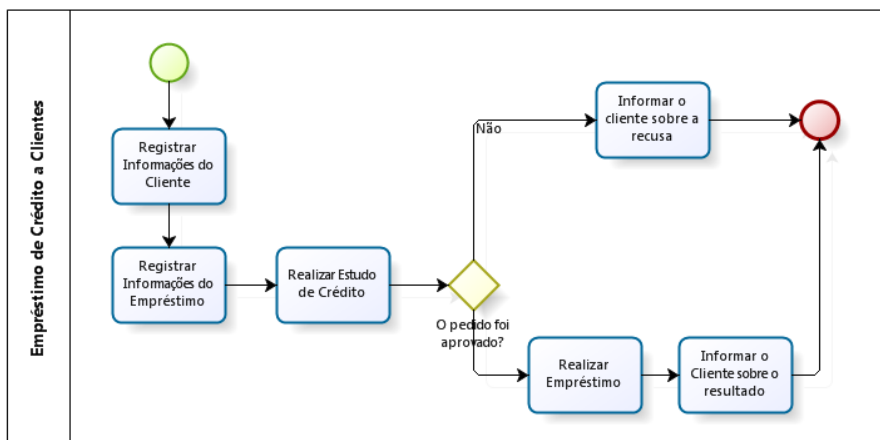 Empréstimo de Crédito a Clientes
Registrar
Informações do
Cliente
Registrar
Informações do
Empréstimo
Realizar Estudo
de Crédito
O pedido foi
aprovado?
Não
Informar o
cliente sobre a
recusa
Realizar
Empréstimo
Informar o
Cliente sobre o
resultado